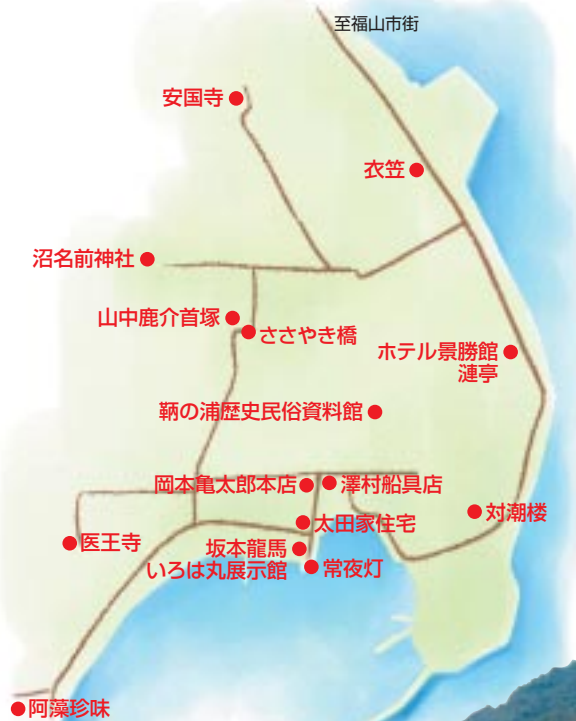 至福山市街
安国寺
衣笠
沼名前神社
山中鹿介首塚
ささやき橋
ホテル景勝館
漣亭
鞆の浦歴史民俗資料館
岡本亀太郎本店
澤村船具店
太田家住宅
対潮楼
医王寺
坂本龍馬
いろは丸展示館
常夜灯
阿藻珍味